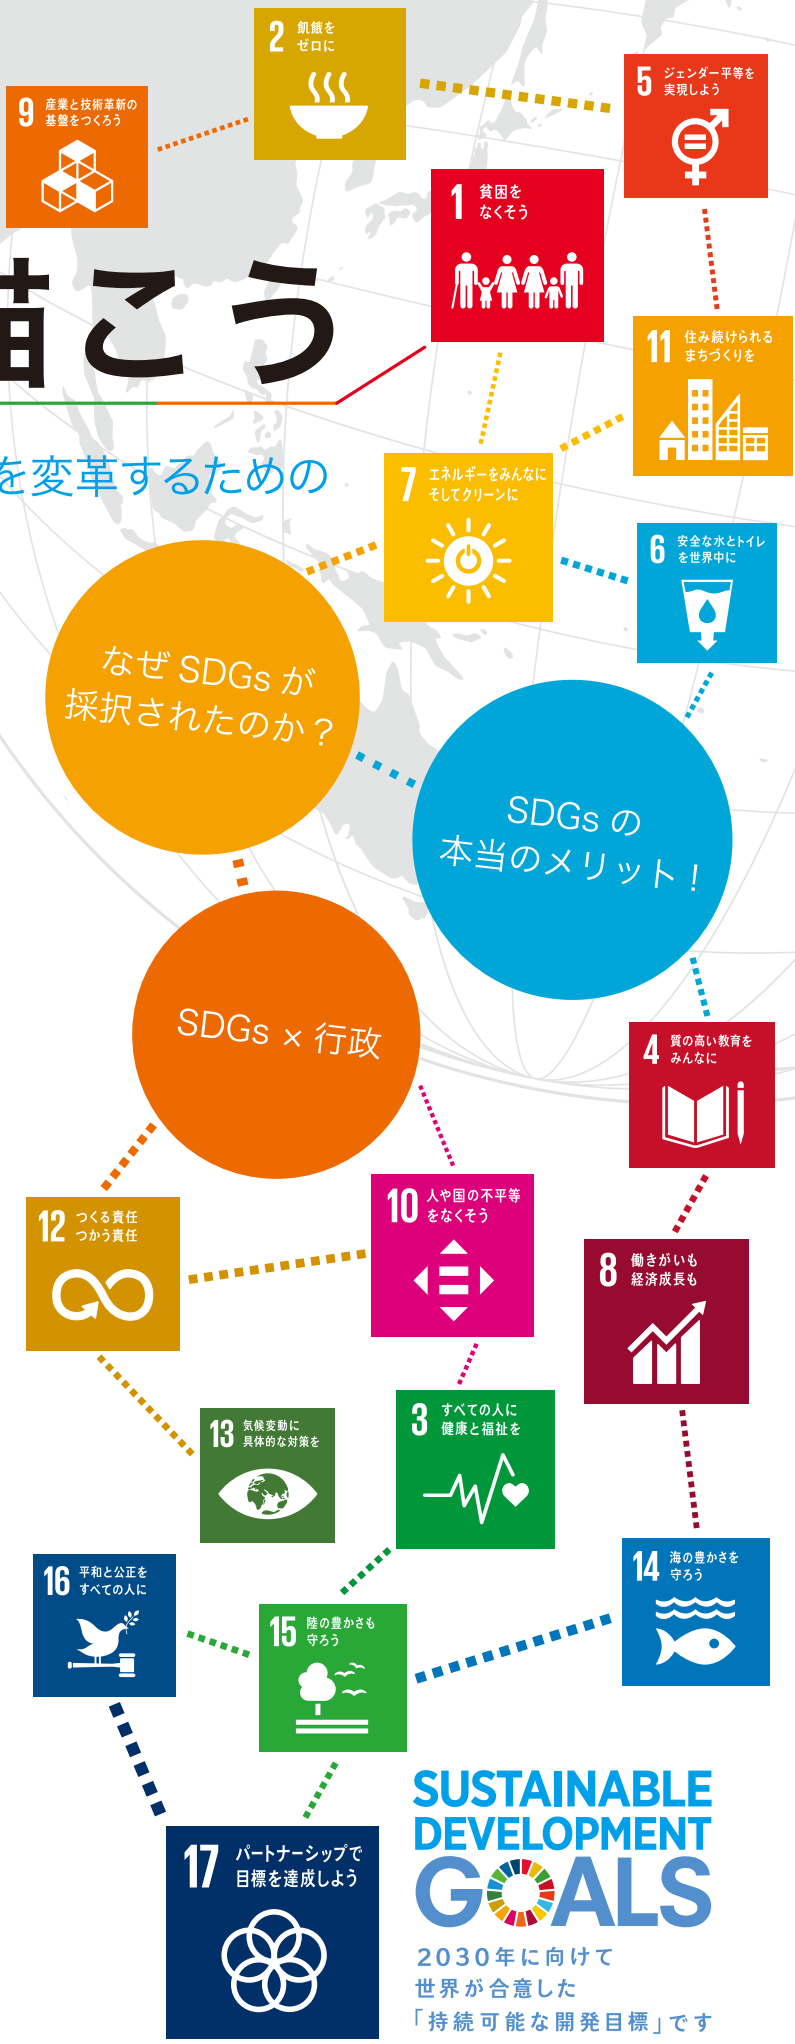 2 飢餓を
ゼロに
5 ジェンダー平等を
実現しよう
9 産業と技術革新の
基盤をつくろう
1 貧困を
なくそう
こう
11 住み続けられる
まちづくりを
を変革するための
7 エネルギーをみんなに
そしてクリーンに
6 安全な水とトイレ
を世界中に
なぜ SDGs が
採択されたのか？
SDGs の
本当のメリット！
SDGs × 行政
4 質の高い教育を
みんなに
10 人や国の不平等
をなくそう
12 つくる責任
つかう責任
8 働きがいも
経済成長も
3 すべての人に
健康と福祉を
13 気候変動に
具体的な対策を
14 海の豊かさを
守ろう
16 平和と公正を
すべての人に
15 陸の豊かさも
守ろう
SUSTAINABLE
DEVELOPMENT
GOALS
17 パートナーシップで
目標を達成しよう
2030年に向けて
世界が合意した
「持続可能な開発目標」です